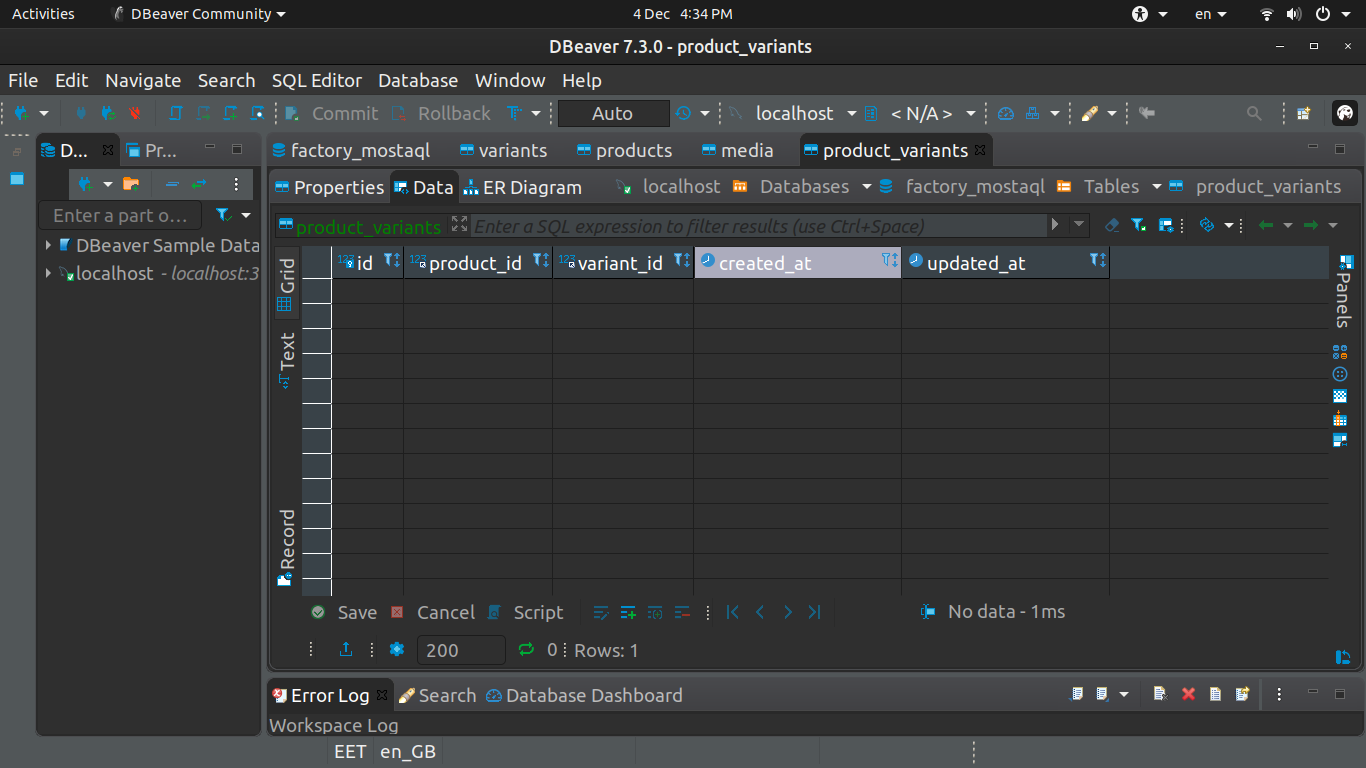 Activities DBeaver Community 4 Dec 4:34 PM en
DBeaver 7.3.0 - product_variants
File Edit Navigate Search SQL Editor Database Window Help
Commit Rollback Auto localhost < N/A >
D... Pr...
factory_mostaql variants products media product_variants
Properties Data ER Diagram localhost Databases factory_mostaql Tables product_variants
Enter a part o...
product_variants Enter a SQL expression to filter results (use Ctrl+Space)
DBeaver Sample Data
localhost - localhost:3
Grid
Text
Record
123 id 123 product_id 123 variant_id created_at updated_at
Panels
Save Cancel Script No data - 1ms
200 0 Rows: 1
Error Log Search Database Dashboard
Workspace Log
EET en_GB